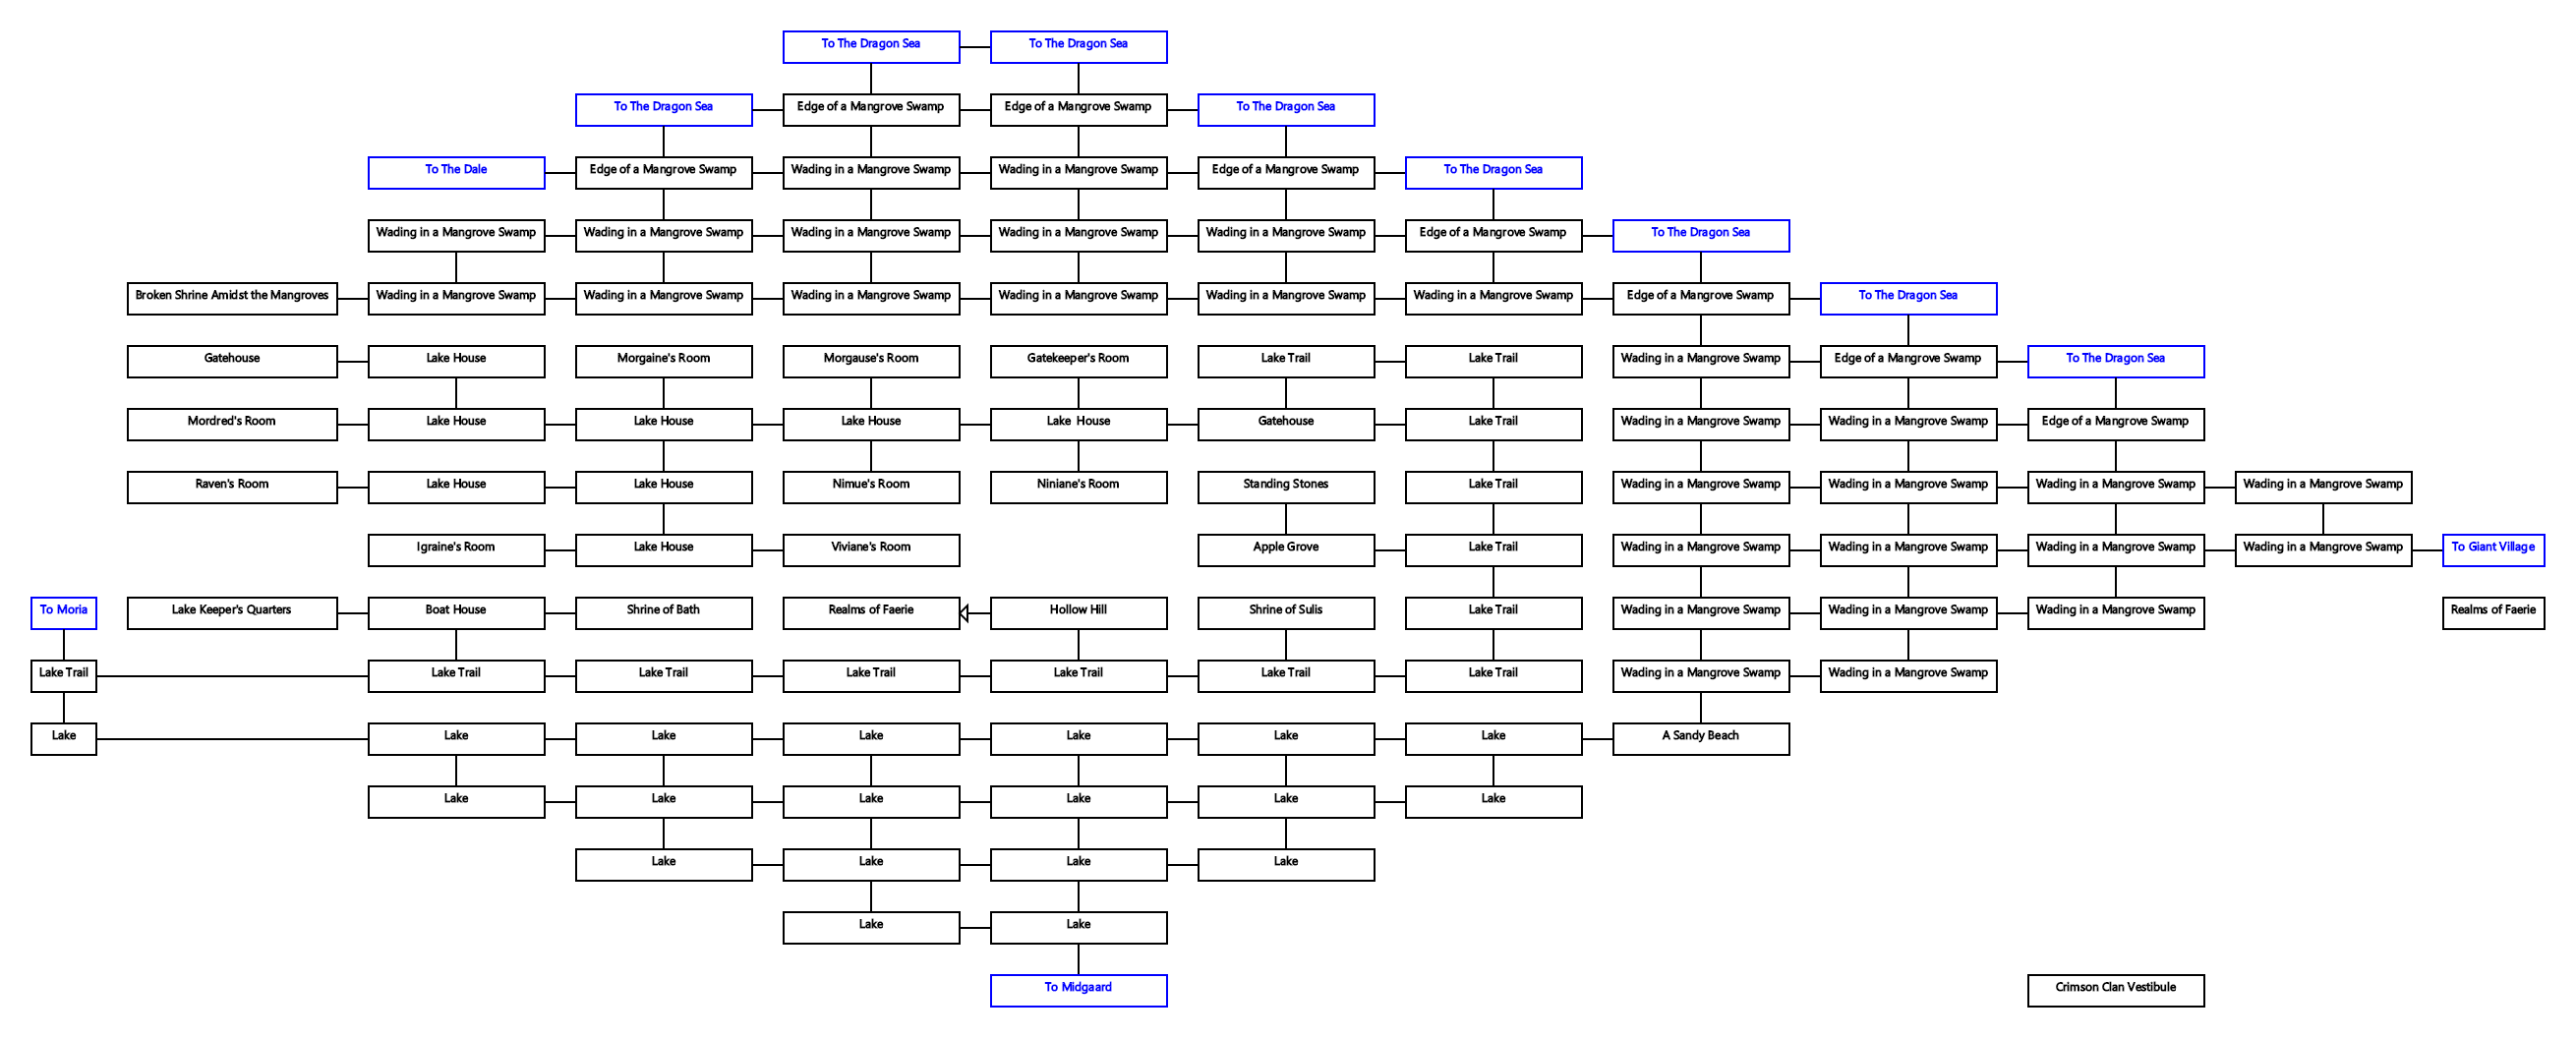 To The Dragon Sea To The Dragon Sea
To The Dragon Sea Edge of a Mangrove Swamp Edge of a Mangrove Swamp To The Dragon Sea
To The Dale Edge of a Mangrove Swamp Wading in a Mangrove Swamp Wading in a Mangrove Swamp Edge of a Mangrove Swamp To The Dragon Sea
Wading in a Mangrove Swamp Wading in a Mangrove Swamp Wading in a Mangrove Swamp Wading in a Mangrove Swamp Wading in a Mangrove Swamp Edge of a Mangrove Swamp To The Dragon Sea
Broken Shrine Amidst the Mangroves Wading in a Mangrove Swamp Wading in a Mangrove Swamp Wading in a Mangrove Swamp Wading in a Mangrove Swamp Wading in a Mangrove Swamp Wading in a Mangrove Swamp Edge of a Mangrove Swamp To The Dragon Sea
Gatehouse Lake House Morgaine's Room Morgause's Room Gatekeeper's Room Lake Trail Lake Trail Wading in a Mangrove Swamp Edge of a Mangrove Swamp To The Dragon Sea
Mordred's Room Lake House Lake House Lake House Lake House Gatehouse Lake Trail Wading in a Mangrove Swamp Wading in a Mangrove Swamp Edge of a Mangrove Swamp
Raven's Room Lake House Lake House Nimue's Room Niniane's Room Standing Stones Lake Trail Wading in a Mangrove Swamp Wading in a Mangrove Swamp Wading in a Mangrove Swamp Wading in a Mangrove Swamp
Igraine's Room Lake House Viviane's Room Apple Grove Lake Trail Wading in a Mangrove Swamp Wading in a Mangrove Swamp Wading in a Mangrove Swamp Wading in a Mangrove Swamp To Giant Village
To Moria Lake Keeper's Quarters Boat House Shrine of Bath Realms of Faerie Hollow Hill Shrine of Sulis Lake Trail Wading in a Mangrove Swamp Wading in a Mangrove Swamp Wading in a Mangrove Swamp Realms of Faerie
Lake Trail Lake Trail Lake Trail Lake Trail Lake Trail Lake Trail Lake Trail Wading in a Mangrove Swamp Wading in a Mangrove Swamp
Lake Lake Lake Lake Lake Lake Lake A Sandy Beach
Lake Lake Lake Lake Lake Lake
Lake Lake Lake Lake
Lake Lake
To Midgaard Crimson Clan Vestibule